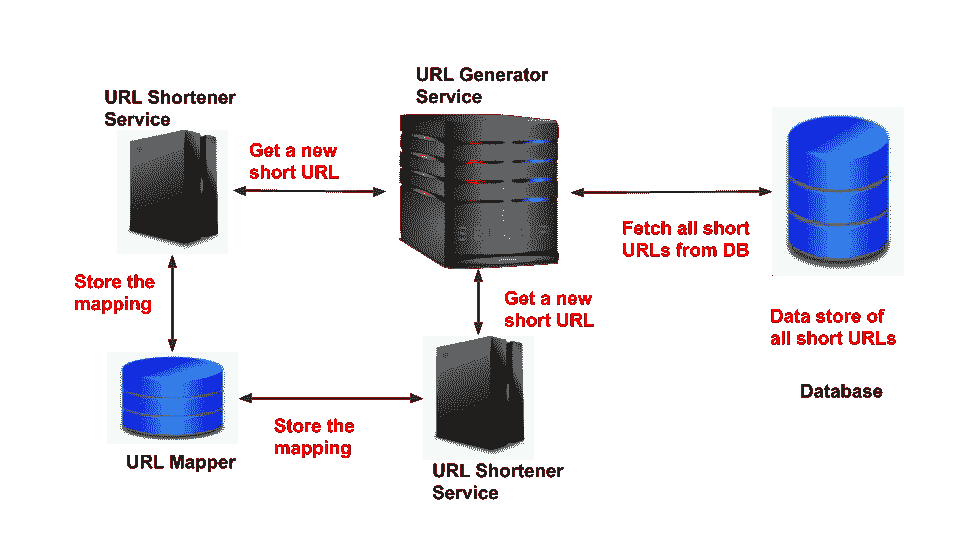 URL Generator
Service
URL Shortener
Service
Get a new
short URL
Fetch all short
URLs from DB
Store the
mapping
Get a new
short URL
Data store of
all short URLs
Database
Store the
mapping
URL Mapper
URL Shortener
Service